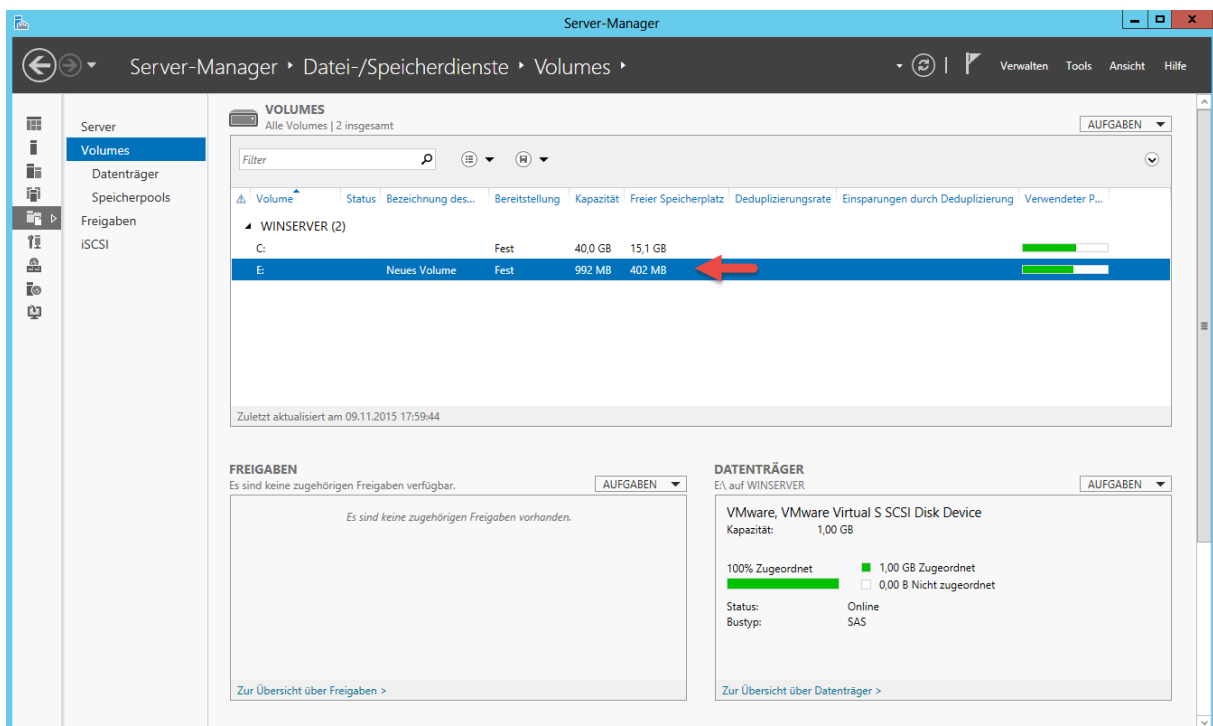 Server-Manager
Server-Manager ‣ Datei-/Speicherdienste ‣ Volumes ‣
Verwalten Tools Ansicht Hilfe
Server
Volumes
Datenträger
Speicherpools
Freigaben
iSCSI
VOLUMES
Alle Volumes | 2 insgesamt
AUFGABEN
Filter
Volume Status Bezeichnung des... Bereitstellung Kapazität Freier Speicherplatz Deduplizierungsrate Einsparungen durch Deduplizierung Verwendeter P...
WINSERVER (2)
C: Fest 40,0 GB 15,1 GB
E: Neues Volume Fest 992 MB 402 MB
Zuletzt aktualisiert am 09.11.2015 17:59:44
FREIGABEN
Es sind keine zugehörigen Freigaben verfügbar.
AUFGABEN
Es sind keine zugehörigen Freigaben vorhanden.
Zur Übersicht über Freigaben >
DATENTRÄGER
E:\ auf WINSERVER
AUFGABEN
VMware, VMware Virtual S SCSI Disk Device
Kapazität: 1,00 GB
100% Zugeordnet
1,00 GB Zugeordnet
0,00 B Nicht zugeordnet
Status: Online
Bustyp: SAS
Zur Übersicht über Datenträger >